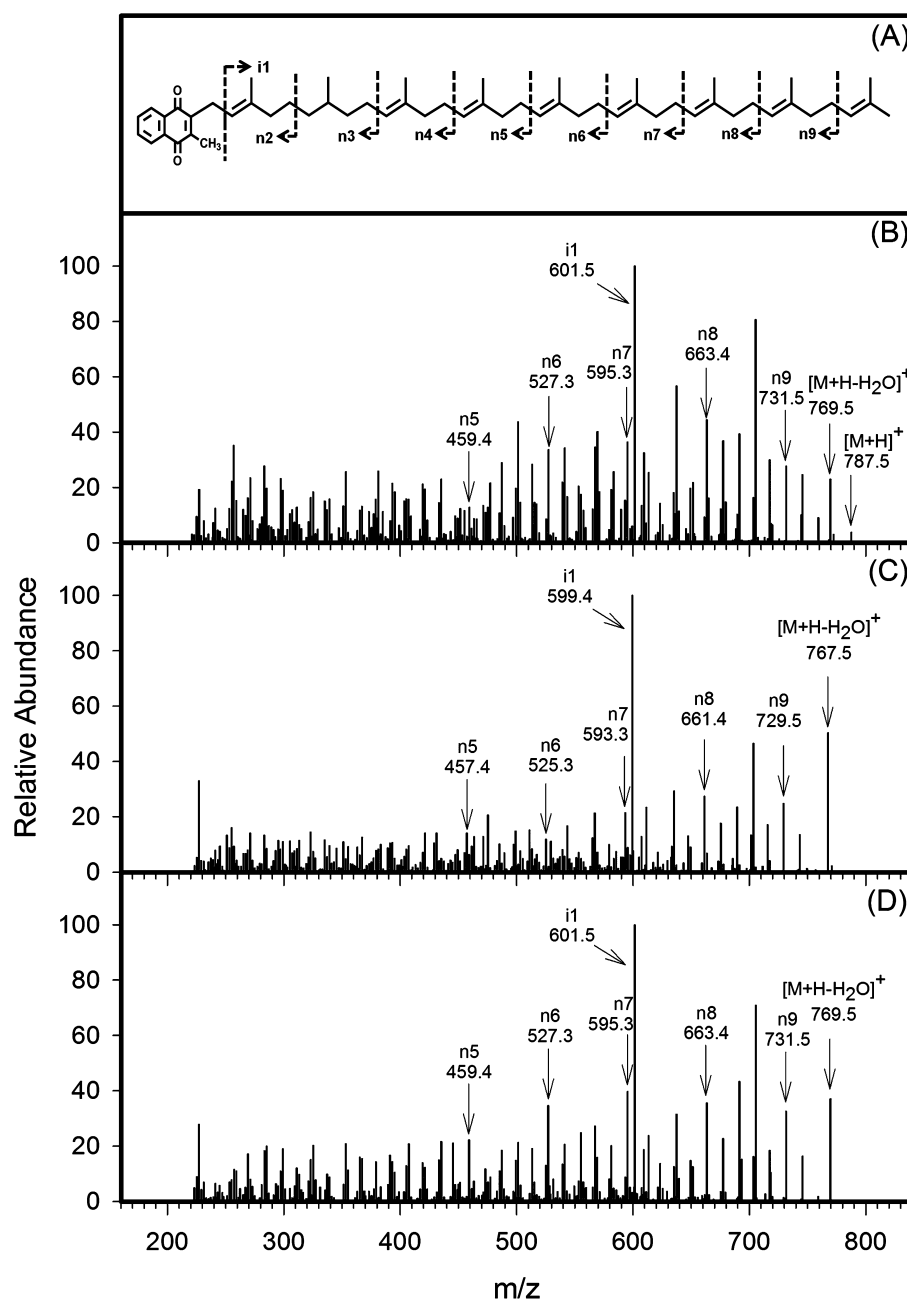 (A)
i1
O
O
CH3
n2 n3 n4 n5 n6 n7 n8 n9
(B)
100
80
60
40
20
0
i1
601.5
n5
459.4
n6
527.3
n7
595.3
n8
663.4
n9
731.5
[M+H-H2O]+
769.5
[M+H]+
787.5
(C)
100
80
60
40
20
0
i1
599.4
n5
457.4
n6
525.3
n7
593.3
n8
661.4
n9
729.5
[M+H-H2O]+
767.5
(D)
100
80
60
40
20
0
i1
601.5
n5
459.4
n6
527.3
n7
595.3
n8
663.4
n9
731.5
[M+H-H2O]+
769.5
Relative Abundance
200 300 400 500 600 700 800
m/z